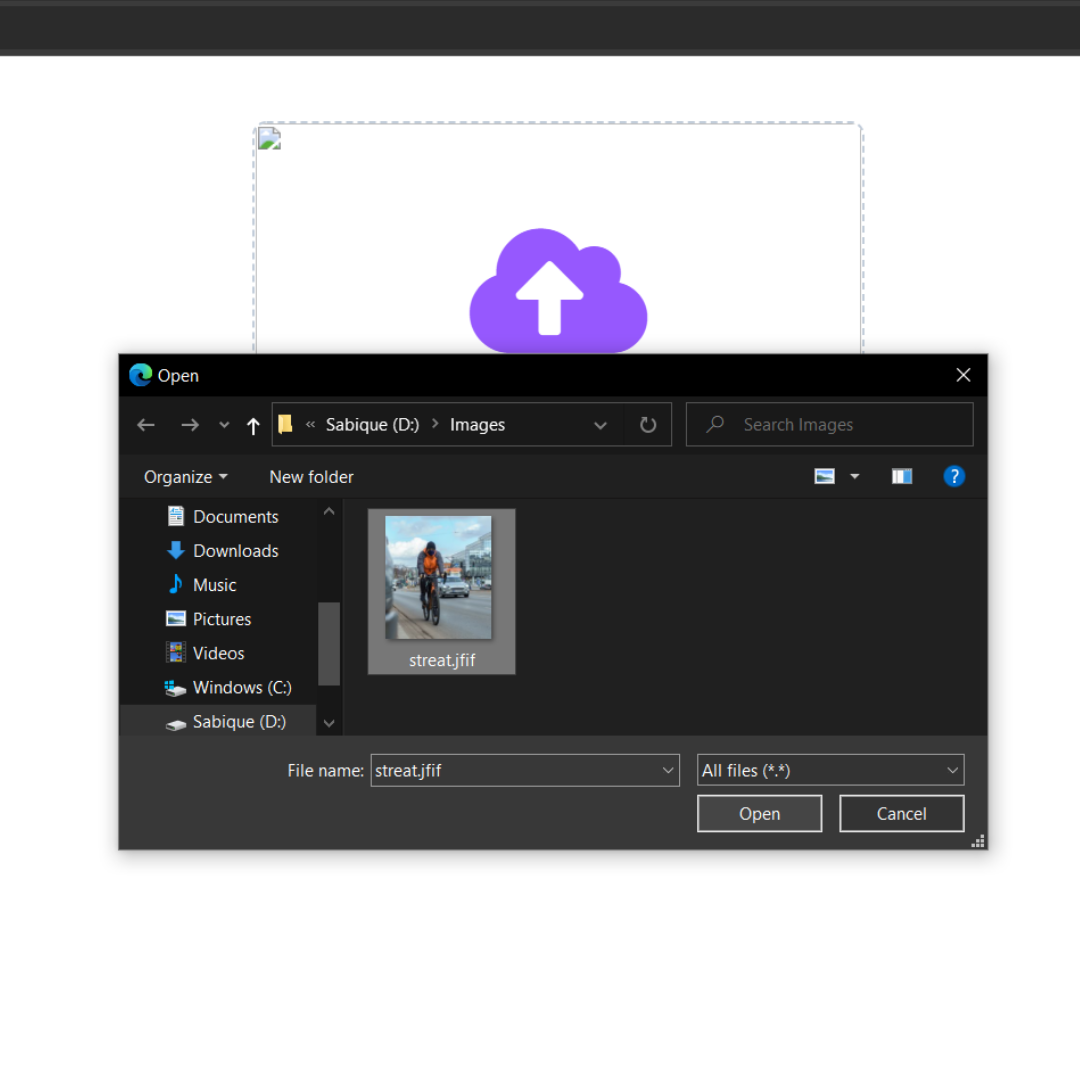 Open
« Sabique (D:) > Images
Search Images
Organize
New folder
?
Documents
Downloads
Music
Pictures
Videos
Windows (C:)
Sabique (D:)
streat.jfif
File name: streat.jfif
All files (*.*)
Open
Cancel